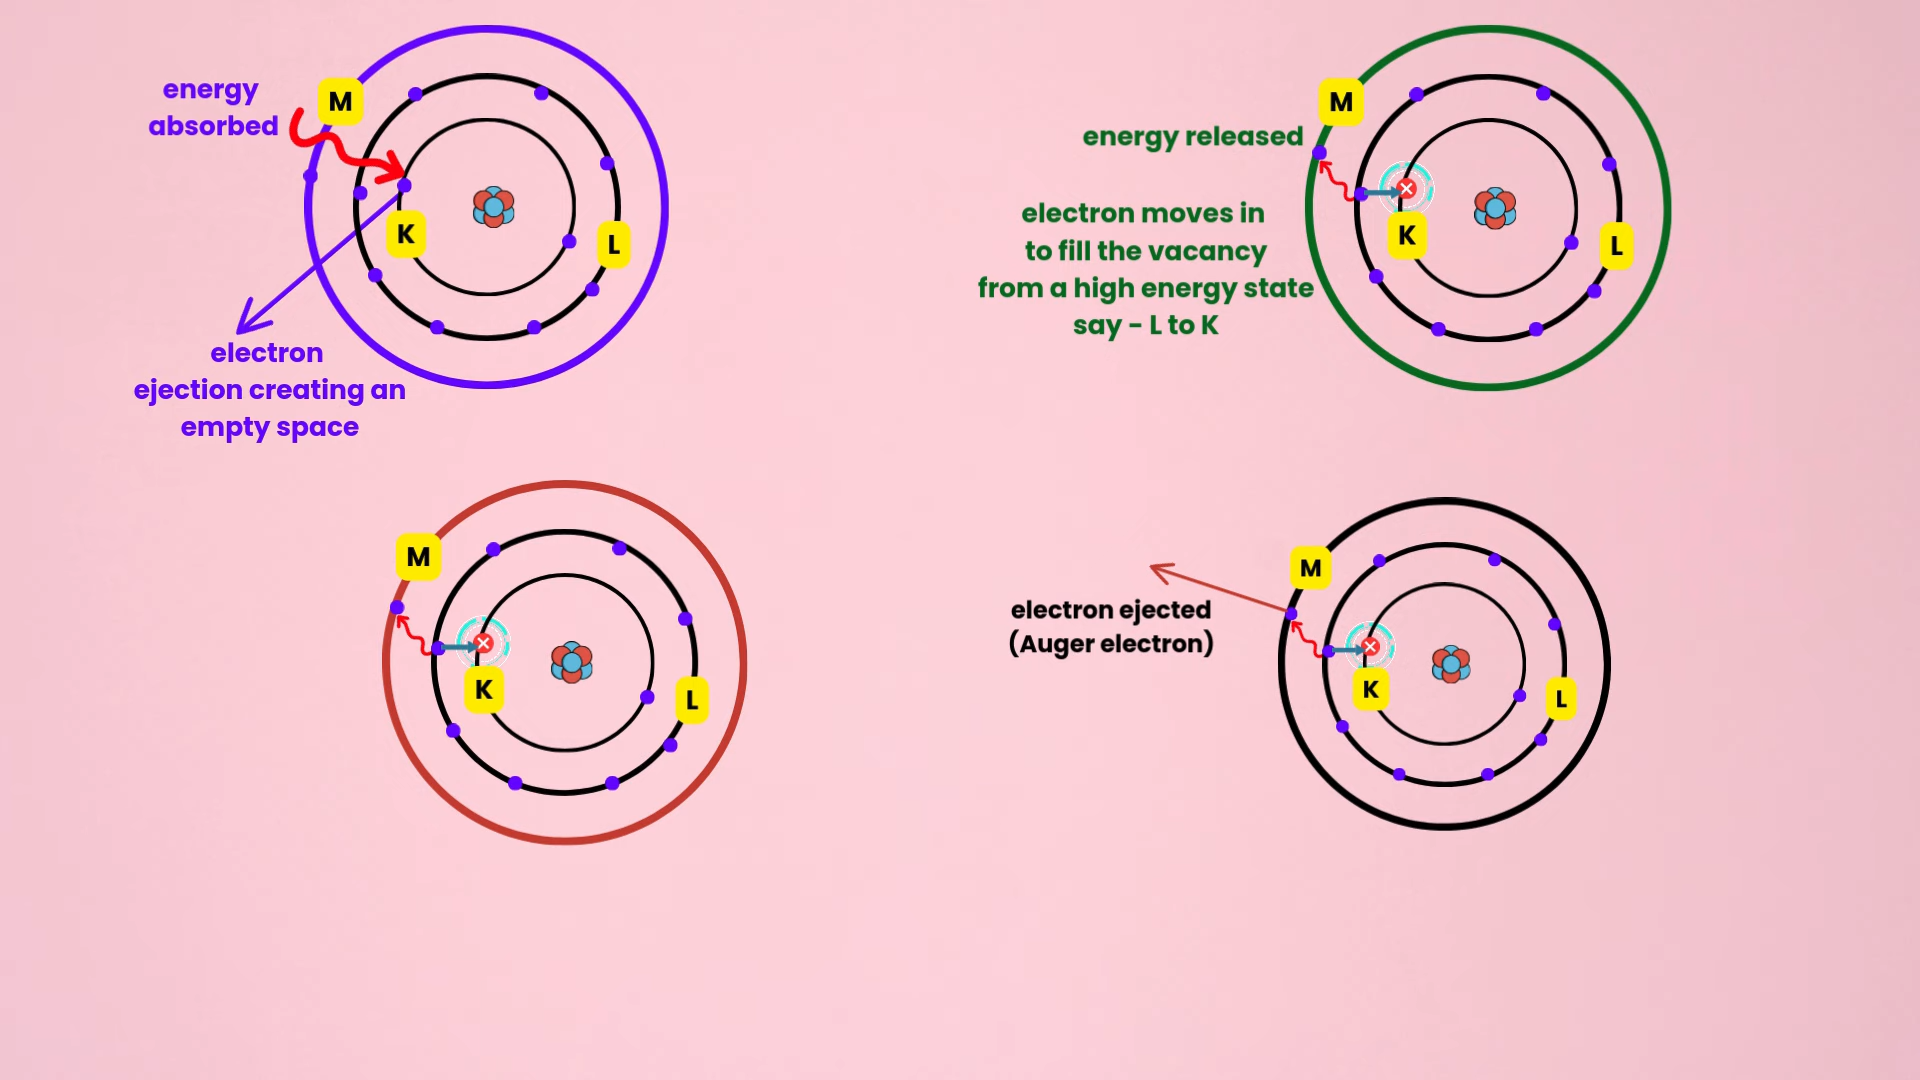 energy
absorbed
M
K
L
electron
ejection creating an
empty space
M
energy released
electron moves in
to fill the vacancy
from a high energy state
say - L to K
K
L
M
K
L
M
electron ejected
(Auger electron)
K
L